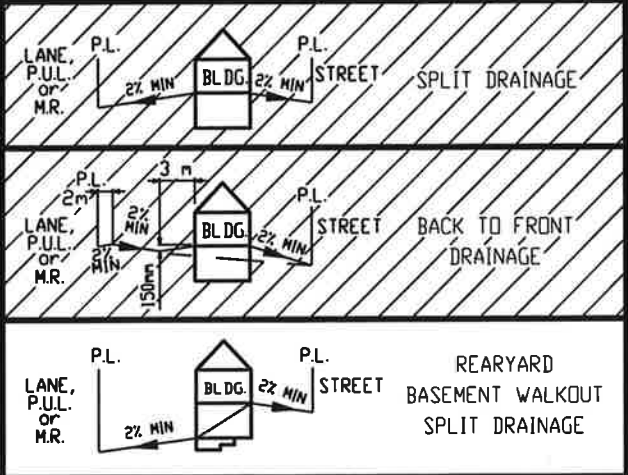 P.L.
P.L.
LANE,
P.U.L.
or
M.R.
2% MIN
BLDG.
2% MIN
STREET
SPLIT DRAINAGE
3 m
P.L.
2m
P.L.
LANE,
P.U.L.
or
M.R.
2% MIN
2% MIN
150mm
BLDG.
2% MIN
STREET
BACK TO FRONT
DRAINAGE
P.L.
P.L.
LANE,
P.U.L.
or
M.R.
2% MIN
BLDG.
2% MIN
STREET
REARYARD
BASEMENT WALKOUT
SPLIT DRAINAGE